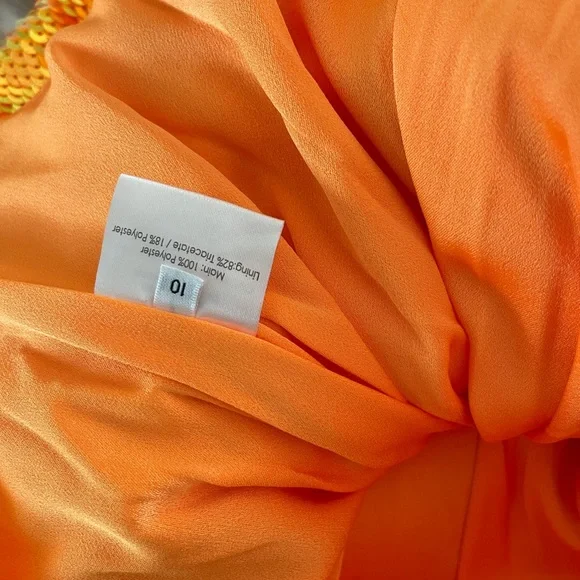 10
Main: 100% Polyester
Lining:82% Triacetate / 18% Polyester